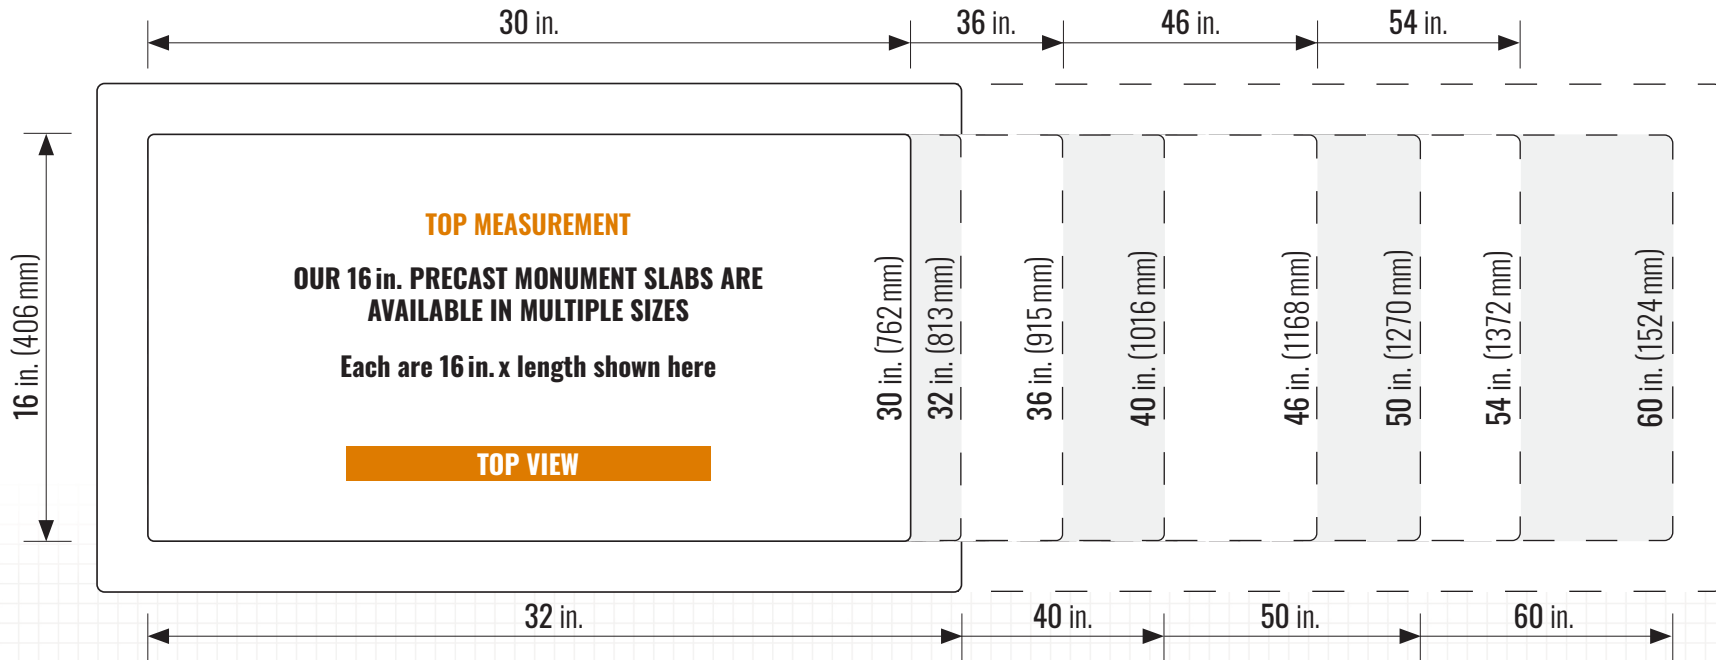 30 in.
36 in.
46 in.
54 in.
16 in. (406 mm)
TOP MEASUREMENT
OUR 16 in. PRECAST MONUMENT SLABS ARE
AVAILABLE IN MULTIPLE SIZES
Each are 16 in. x length shown here
TOP VIEW
30 in. (762 mm)
32 in. (813 mm)
36 in. (915 mm)
40 in. (1016 mm)
46 in. (1168 mm)
50 in. (1270 mm)
54 in. (1372 mm)
60 in. (1524 mm)
32 in.
40 in.
50 in.
60 in.